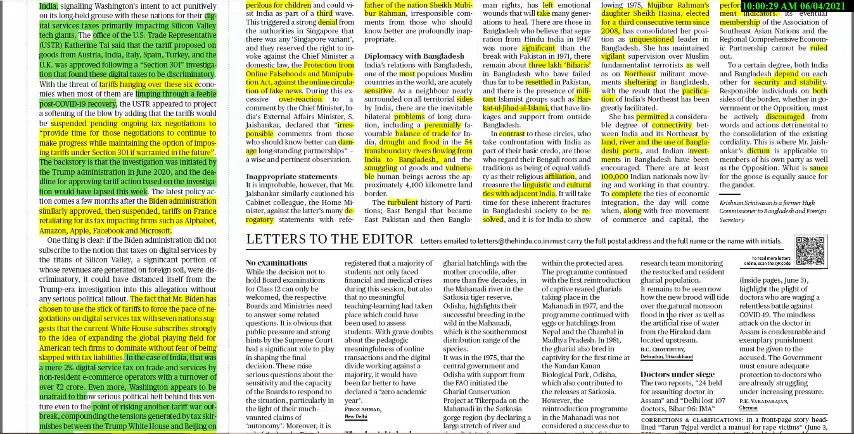 10:00:29 AM 06/04/2021
India, signalling Washington's intent to act punitively
on its long held grouse with these nations for their dig-
ital services taxes primarily impacting Silicon Valley
tech giants. The office of the U.S. Trade Representative
(USTR) Katherine Tai said that the tariff proposed on
goods from Austria, India, Italy, Spain, Turkey, and the
U.K. was approved following a "Section 301" investiga-
tion that found these digital taxes to be discriminatory.
With the threat of tariffs hanging over these six econo-
mies when most of them are limping through a feeble
post-COVID-19 recovery, the USTR appeared to project
a softening of the blow by adding that the tariffs would
be suspended pending ongoing tax negotiations to
"provide time for those negotiations to continue to
make progress while maintaining the option of impos-
ing tariffs under Section 301 if warranted in the future".
The backstory is that the investigation was initiated by
the Trump administration in June 2020, and the dea-
dline for approving tariff action based on the investiga-
tion would have lapsed this week. The latest policy ac-
tion comes a few months after the Biden administration
similarly approved, then suspended, tariffs on France
retaliating for its tax impacting firms such as Alphabet,
Amazon, Apple, Facebook and Microsoft.
One thing is clear: if the Biden administration did not
subscribe to the notion that taxes on digital services by
the titans of Silicon Valley, a significant portion of
whose revenues are generated on foreign soil, were dis-
criminatory, it could have distanced itself from the
Trump-era investigation into this allegation without
any serious political fallout. The fact that Mr. Biden has
chosen to use the stick of tariffs to force the pace of ne-
gotiations on digital services tax with seven nations sug-
gests that the current White House subscribes strongly
to the idea of expanding the global playing field for
American tech firms to dominate without fear of being
slapped with tax liabilities. In the case of India, that was
a mere 2% digital service tax on trade and services by
non-resident e-commerce operators with a turnover of
over ₹2 crore. Even more, Washington appears to be
unafraid to throw serious political heft behind this ven-
ture even to the point of risking another tariff war out-
break, compounding the tensions generated by tax skir-
mishes between the Trump White House and Beijing on
perilous for children and could vi-
sit India as part of a third wave.
This triggered a strong denial from
the authorities in Singapore that
there was any 'Singapore variant',
and they reserved the right to in-
voke against the Chief Minister a
domestic law, the Protection from
Online Falsehoods and Manipula-
tion Act, against the online circula-
tion of fake news. During this ex-
cessive over-reaction to a
comment by the Chief Minister, In-
dia's External Affairs Minister, S.
Jaishankar, declared that "irres-
ponsible comments from those
who should know better can dam-
age longstanding partnerships" –
a wise and pertinent observation.
Inappropriate statements
It is improbable, however, that Mr.
Jaishankar similarly cautioned his
Cabinet colleague, the Home Mi-
nister, against the latter's many de-
rogatory statements with refe-
father of the nation Sheikh Mubi-
bur Rahman, irresponsible com-
ments from those who should
know better are profoundly inap-
propriate.
Diplomacy with Bangladesh
India's relations with Bangladesh,
one of the most populous Muslim
countries in the world, are acutely
sensitive. As a neighbour nearly
surrounded on all territorial sides
by India, there are the inevitable
bilateral problems of long dura-
tion, including a perennially fa-
vourable balance of trade for In-
dia, drought and flood in the 54
transboundary rivers flowing from
India to Bangladesh, and the
smuggling of goods and vulnera-
ble human beings across the ap-
proximately 4,100 kilometre land
border.
The turbulent history of Parti-
tions; East Bengal that became
East Pakistan and then Bangla-
man rights, has left emotional
wounds that will take many gener-
ations to heal. There are those in
Bangladesh who believe that sepa-
ration from Hindu India in 1947
was more significant than the
break with Pakistan in 1971, there
remain about three lakh 'Biharis'
in Bangladesh who have failed
thus far to be resettled in Pakistan,
and there is the presence of mili-
tant Islamist groups such as Har-
kat-ul-Jihad-al-Islami, that have lin-
kages and support from outside
Bangladesh.
In contrast to these circles, who
take confrontation with India as
part of their basic credo, are those
who regard their Bengali roots and
traditions as being of equal validi-
ty as their religious affiliation, and
treasure the linguistic and cultural
ties with adjacent India. It will take
time for these inherent fractures
in Bangladeshi society to be re-
solved, and it is for India to show
lowing 1975, Mujibur Rahman's
daughter Sheikh Hasina, elected
for a third consecutive term since
2008, has consolidated her posi-
tion as unquestioned leader in
Bangladesh. She has maintained
vigilant supervision over Muslim
fundamentalist terrorists as well
as on Northeast militant move-
ments sheltering in Bangladesh,
with the result that the pacifica-
tion of India's Northeast has been
greatly facilitated.
She has permitted a considera-
ble degree of connectivity bet-
ween India and its Northeast by
land, river and the use of Bangla-
deshi ports, and Indian invest-
ments in Bangladesh have been
encouraged. There are at least
100,000 Indian nationals now liv-
ing and working in that country.
To complete the ties of economic
integration, the day will come
when, along with free movement
of commerce and capital, the
ment indicators. As eventual
membership of the Association of
Southeast Asian Nations and the
Regional Comprehensive Econom-
ic Partnership cannot be ruled
out.
To a certain degree, both India
and Bangladesh depend on each
other for security and stability.
Responsible individuals on both
sides of the border, whether in go-
vernment or the Opposition, must
be actively discouraged from
words and actions detrimental to
the consolidation of the existing
cordiality. This is where Mr. Jaish-
ankar's dictum is applicable to
members of his own party as well
as the Opposition. What is sauce
for the goose is equally sauce for
the gander.
Krishnan Srinivasan is a former High
Commissioner to Bangladesh and Foreign
Secretary
LETTERS TO THE EDITOR Letters emailed to letters@thehindu.co.in must carry the full postal address and the full name or the name with initials.
To read more letters
online, scan the QR code
No examinations
While the decision not to
hold Board examinations
for Class 12 can only be
welcomed, the respective
Boards and Ministries need
to answer some related
questions. It is obvious that
public pressure and strong
hints by the Supreme Court
had a significant role to play
in shaping the final
decision. These raise
serious questions about the
sensitivity and the capacity
of the Boards to respond to
the situation, particularly in
the light of their much-
vaunted claims of
'autonomy'. Moreover, it is
registered that a majority of
students not faced
financial and medical crises
during this session, but also
that no meaningful
teaching-learning had taken
place which could have
been used to assess
students. With grave doubts
about the pedagogic
meaningfulness of online
transactions and the digital
divide working against a
majority, it would have
been far better to have
declared a "zero academic
year".
FIROZ AHMAD,
New Delhi
gharial hatchlings with the
mother crocodile, after
more than five decades, in
the Mahanadi river in the
Satkosia tiger reserve,
Odisha, highlights their
successful breeding in the
wild in the Mahanadi,
which is the southernmost
distribution range of the
species.
It was in the 1975, that the
central government and
Odisha with support from
the FAO initiated the
Gharial Conservation
Project at Tikerpada on the
Mahanadi in the Satkosia
gorge region (by declaring a
large stretch of river and
within the protected area.
The programme continued
with the first reintroduction
of captive reared gharials
taking place in the
Mahanadi in 1977, and the
programme continued with
eggs or hatchlings from
Nepal and the Chambal in
Madhya Pradesh. In 1981,
the gharial also bred in
captivity for the first time at
the Nandan Kanan
Biological Park, Odisha,
which also contributed to
the releases at Satkosia.
However, the
reintroduction programme
in the Mahanadi was not
considered a success due to
research team monitoring
the restocked and resident
gharial population.
It remains to be seen now
how the new brood will tide
over the natural monsoon
flood in the river as well as
the artificial rise of water
from the Hirakud dam
located upstream.
B.C. CHOUDHURY,
Dehradun, Uttarakhand
Doctors under siege
The two reports, "24 held
for assaulting doctor in
Assam" and "Delhi lost 107
doctors, Bihar 96: IMA"
(inside pages, June 3),
highlight the plight of
doctors who are waging a
relentless battle against
COVID-19. The mindless
attack on the doctor in
Assam is condemnable and
exemplary punishment
must be given to the
accused. The Government
must ensure adequate
protection to doctors who
are already struggling
under increasing pressure.
P.K. VARADARAJAN,
Chennai
CORRECTIONS & CLARIFICATIONS: In a front-page story head-
lined "Tarun Tejpal verdict a manual for rape victims" (June 3,